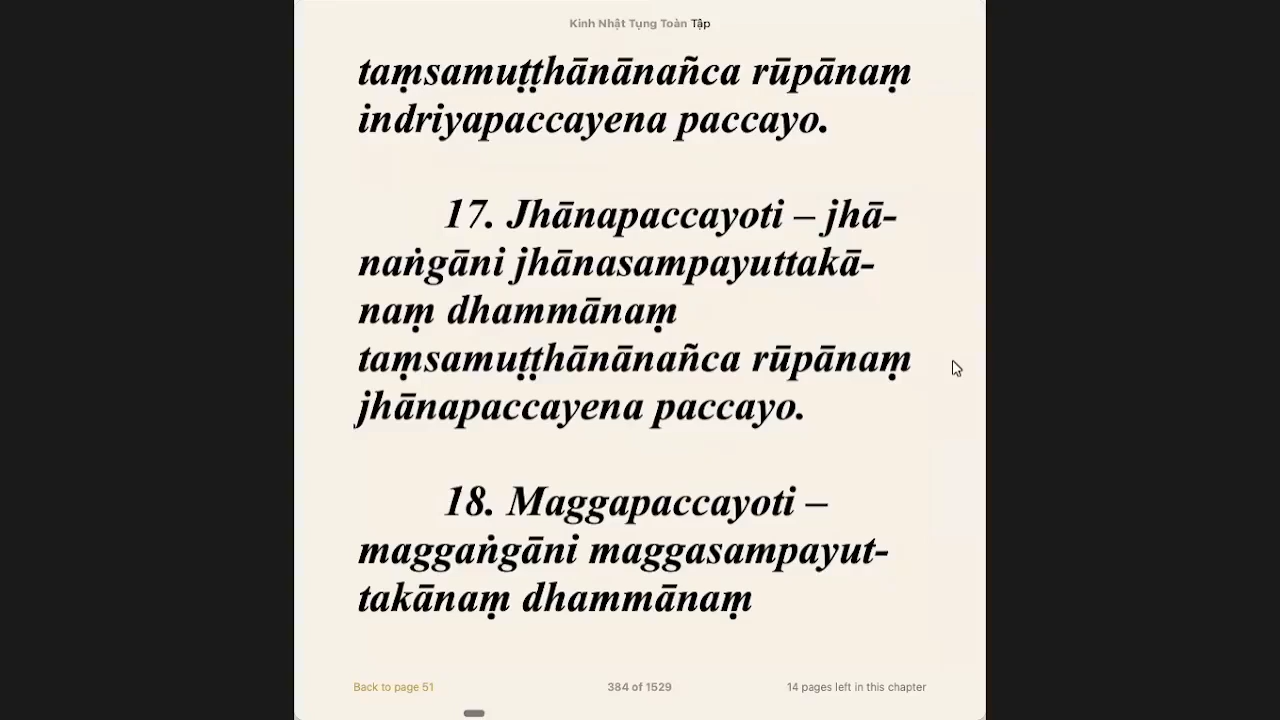 Kinh Nhật Tụng Toàn Tập
taṃsamuṭṭhānānañca rūpānaṃ
indriyapaccayena paccayo.
17. Jhānapaccayoti – jhā-
naṅgāni jhānasampayuttakā-
naṃ dhammānaṃ
taṃsamuṭṭhānānañca rūpānaṃ
jhānapaccayena paccayo.
18. Maggapaccayoti –
maggaṅgāni maggasampayut-
takānaṃ dhammānaṃ
Back to page 51 384 of 1529 14 pages left in this chapter